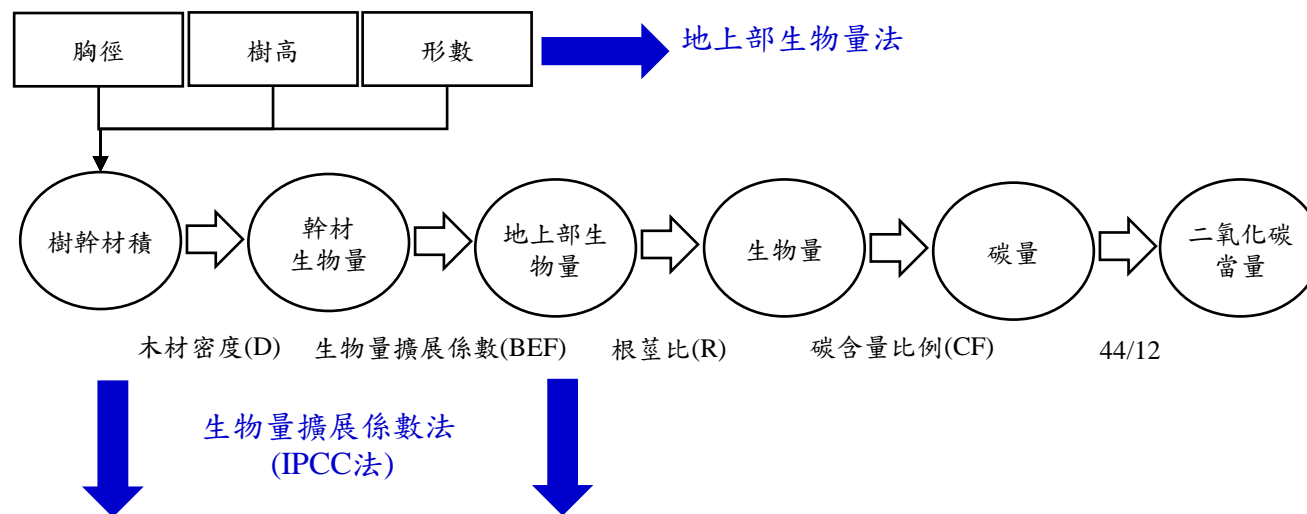 胸徑
樹高
形數
地上部生物量法
樹幹材積
幹材
生物量
地上部生
物量
生物量
碳量
二氧化碳
當量
木材密度(D)
生物量擴展係數(BEF)
根莖比(R)
碳含量比例(CF)
44/12
生物量擴展係數法
(IPCC法)